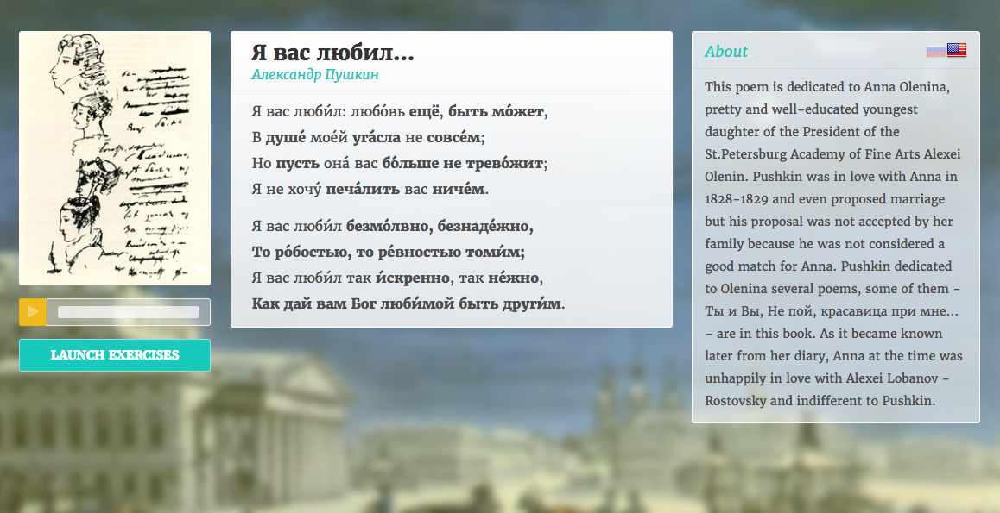 Я вас любил...
Александр Пушкин
Я вас люби́л: любо́вь ещё, быть мо́жет,
В душе́ мое́й уга́сла не совсе́м;
Но пусть она́ вас бо́льше не трево́жит;
Я не хочу́ печа́лить вас ниче́м.
Я вас люби́л безмо́лвно, безнаде́жно,
То ро́бостью, то ре́вностью томи́м;
Я вас люби́л так и́скренно, так не́жно,
Как дай вам Бог люби́мой быть други́м.
LAUNCH EXERCISES
About
This poem is dedicated to Anna Olenina,
pretty and well-educated youngest
daughter of the President of the
St.Petersburg Academy of Fine Arts Alexei
Olenin. Pushkin was in love with Anna in
1828-1829 and even proposed marriage
but his proposal was not accepted by her
family because he was not considered a
good match for Anna. Pushkin dedicated
to Olenina several poems, some of them -
Ты и Вы, Не пой, красавица при мне...
- are in this book. As it became known
later from her diary, Anna at the time was
unhappily in love with Alexei Lobanov -
Rostovsky and indifferent to Pushkin.